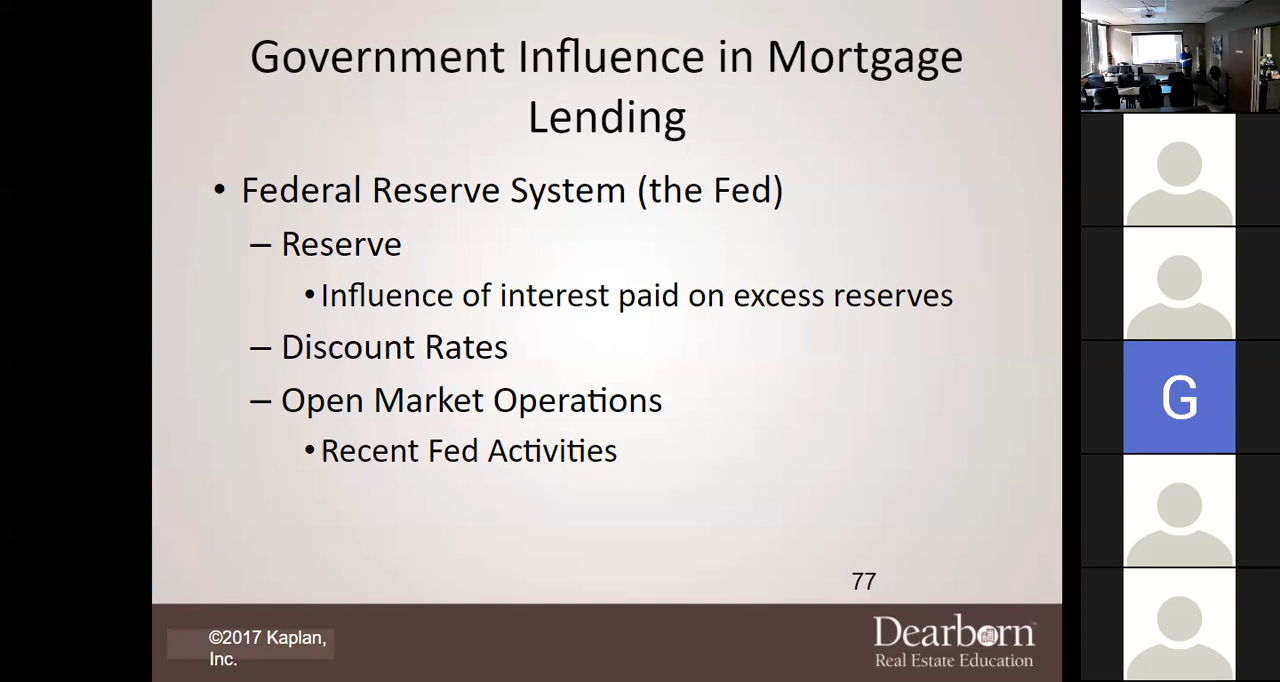 Government Influence in Mortgage
Lending
• Federal Reserve System (the Fed)
– Reserve
• Influence of interest paid on excess reserves
– Discount Rates
– Open Market Operations
• Recent Fed Activities
77
©2017 Kaplan,
Inc.
Dearborn™
Real Estate Education
G